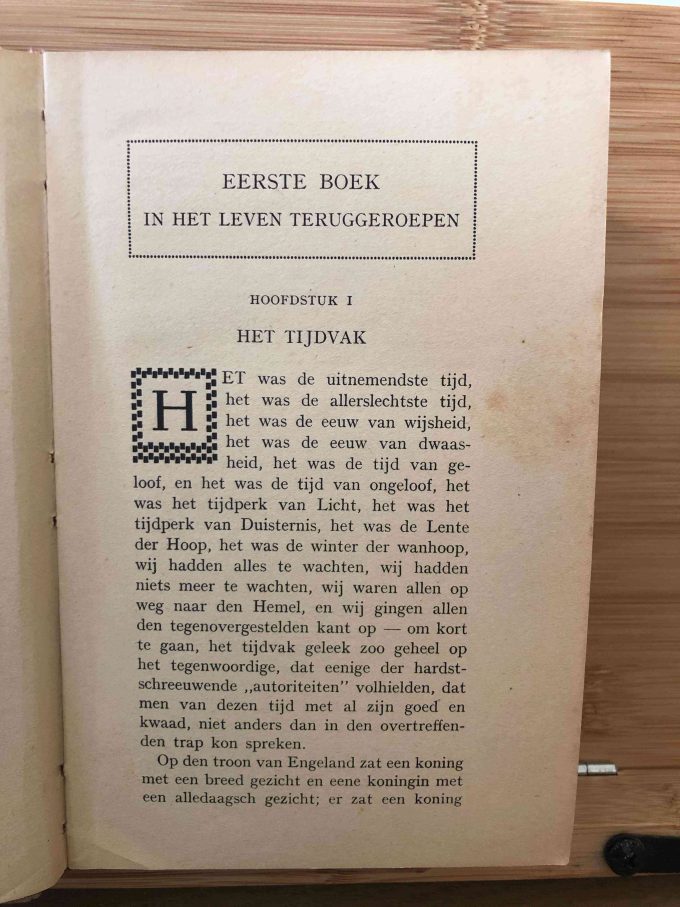 EERSTE BOEK
IN HET LEVEN TERUGGEROEPEN
HOOFDSTUK I
HET TIJDVAK
HET was de uitnemendste tijd,
het was de allerslechtste tijd,
het was de eeuw van wijsheid,
het was de eeuw van dwaas-
heid, het was de tijd van ge-
loof, en het was de tijd van ongeloof, het
was het tijdperk van Licht, het was het
tijdperk van Duisternis, het was de Lente
der Hoop, het was de winter der wanhoop,
wij hadden alles te wachten, wij hadden
niets meer te wachten, wij waren allen op
weg naar den Hemel, en wij gingen allen
den tegenovergestelden kant op — om kort
te gaan, het tijdvak geleek zoo geheel op
het tegenwoordige, dat eenige der hardst-
schreeuwende „autoriteiten” volhielden, dat
men van dezen tijd met al zijn goed en
kwaad, niet anders dan in den overtreffen-
den trap kon spreken.
Op den troon van Engeland zat een koning
met een breed gezicht en eene koningin met
een alledaagsch gezicht; er zat een koning